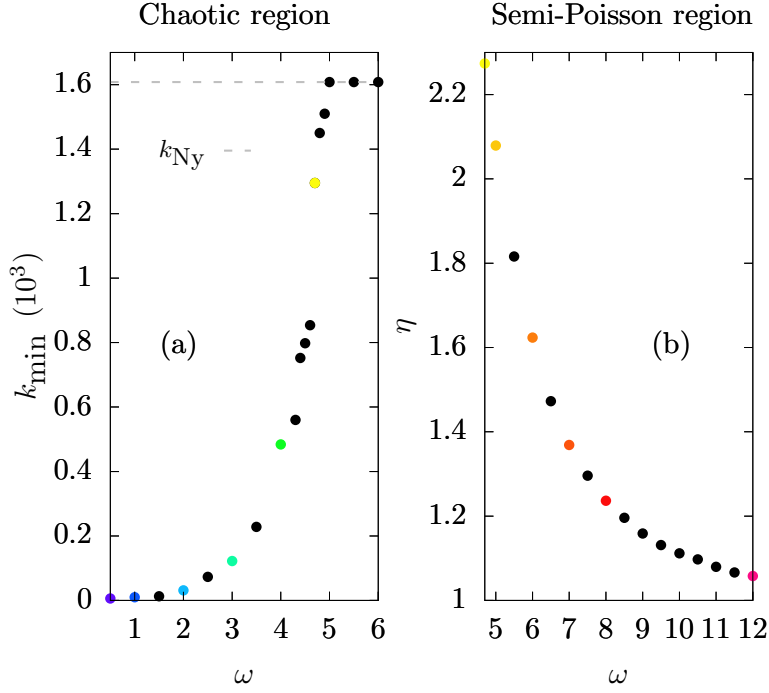 Chaotic region
k_min (10^3)
1.6
1.4
1.2
1
0.8
0.6
0.4
0.2
0
k_Ny
(a)
1 2 3 4 5 6
ω
Semi-Poisson region
η
2.2
2
1.8
1.6
1.4
1.2
1
(b)
5 6 7 8 9 10 11 12
ω